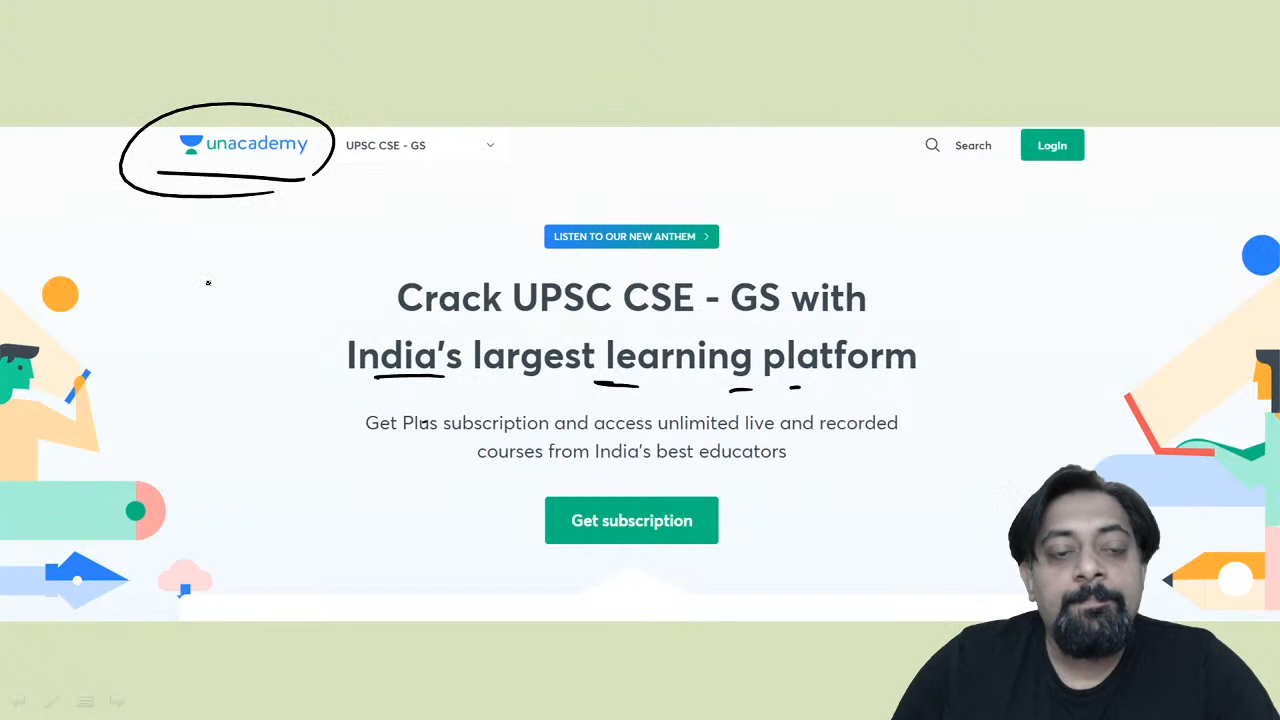 unacademy
UPSC CSE - GS
Search
Login
LISTEN TO OUR NEW ANTHEM
Crack UPSC CSE - GS with
India's largest learning platform
Get Plus subscription and access unlimited live and recorded
courses from India's best educators
Get subscription